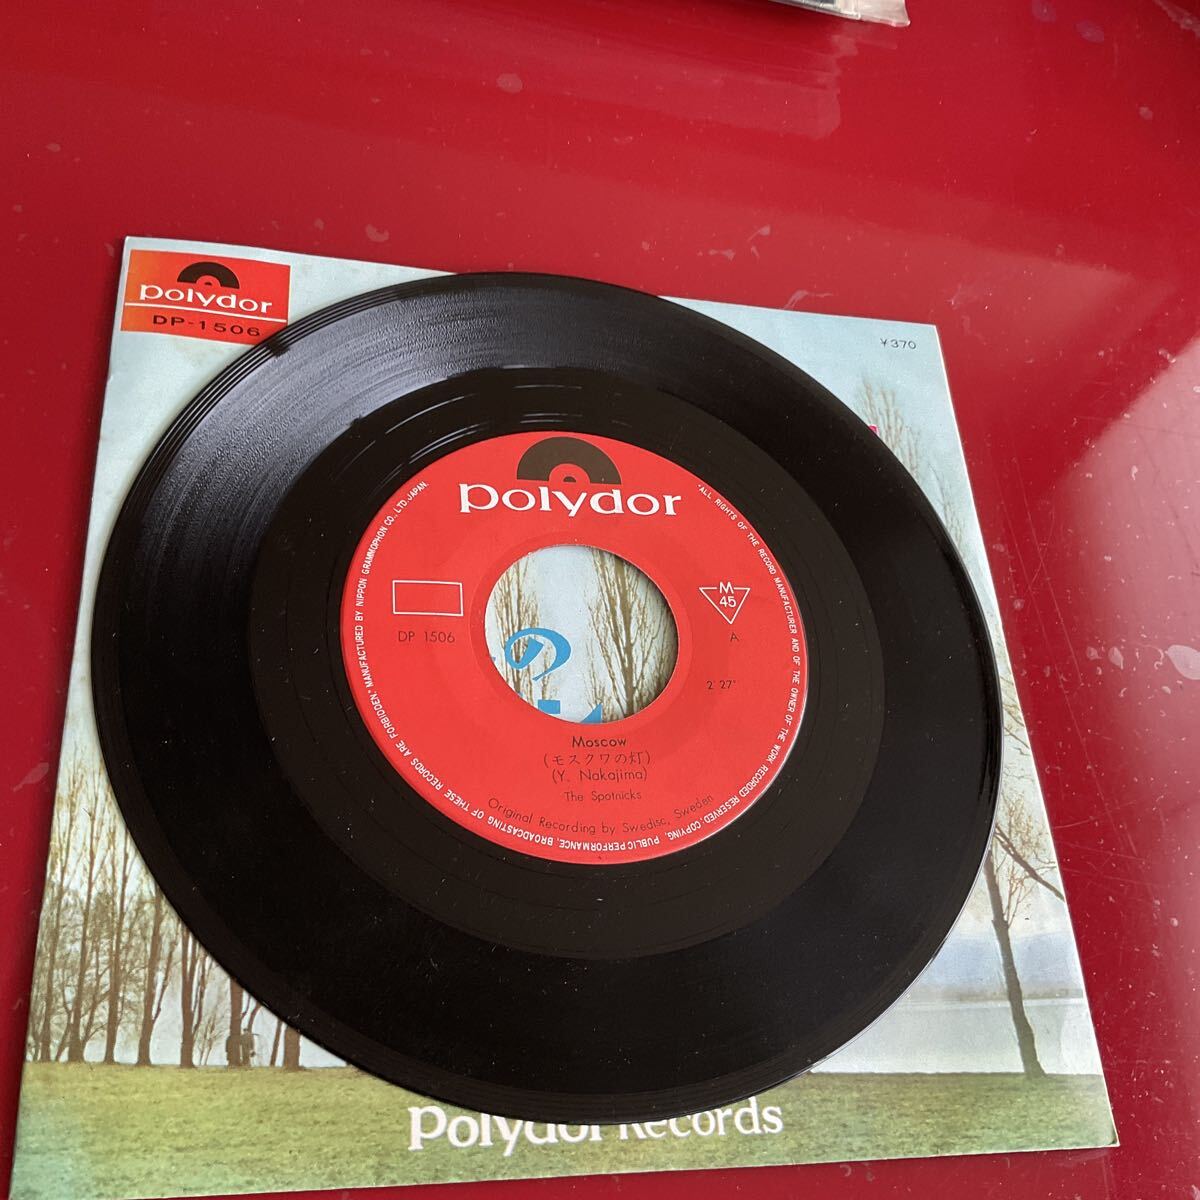 polydor
DP-1506
¥370
polydor
"ALL RIGHTS OF THE RECORD MANUFACTURER AND OF THE OWNER OF THE WORK RECORDED RESERVED. COPYING, PUBLIC PERFORMANCE, BROADCASTING OF THESE RECORDS ARE FORBIDDEN." MANUFACTURED BY NIPPON GRAMMOPHON CO., LTD. JAPAN.
M
45
DP 1506
A
2' 27"
の
Moscow
(モスクワの灯)
(Y. Nakajima)
The Spotnicks
Original Recording by Swedisc, Sweden
Polydor Records